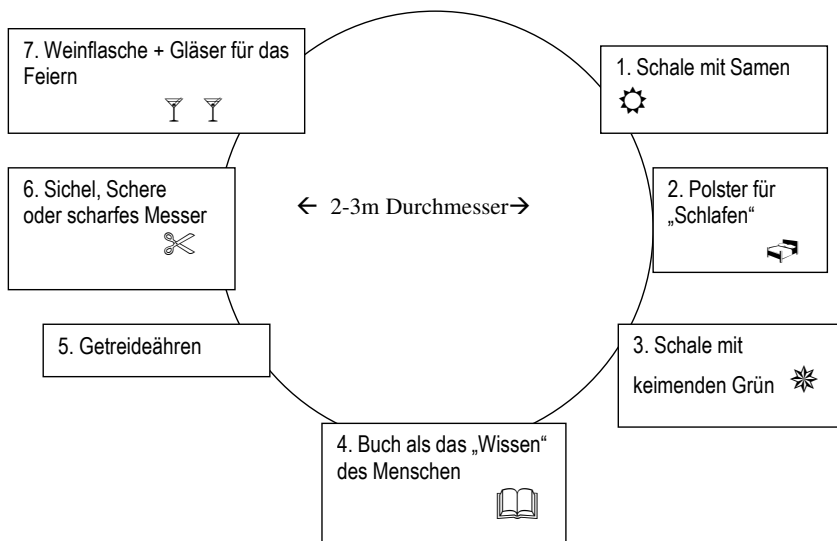 1. Schale mit Samen
2. Polster für
„Schlafen“
3. Schale mit
keimenden Grün
4. Buch als das „Wissen“
des Menschen
5. Getreideähren
6. Sichel, Schere
oder scharfes Messer
7. Weinflasche + Gläser für das
Feiern
← 2-3m Durchmesser→